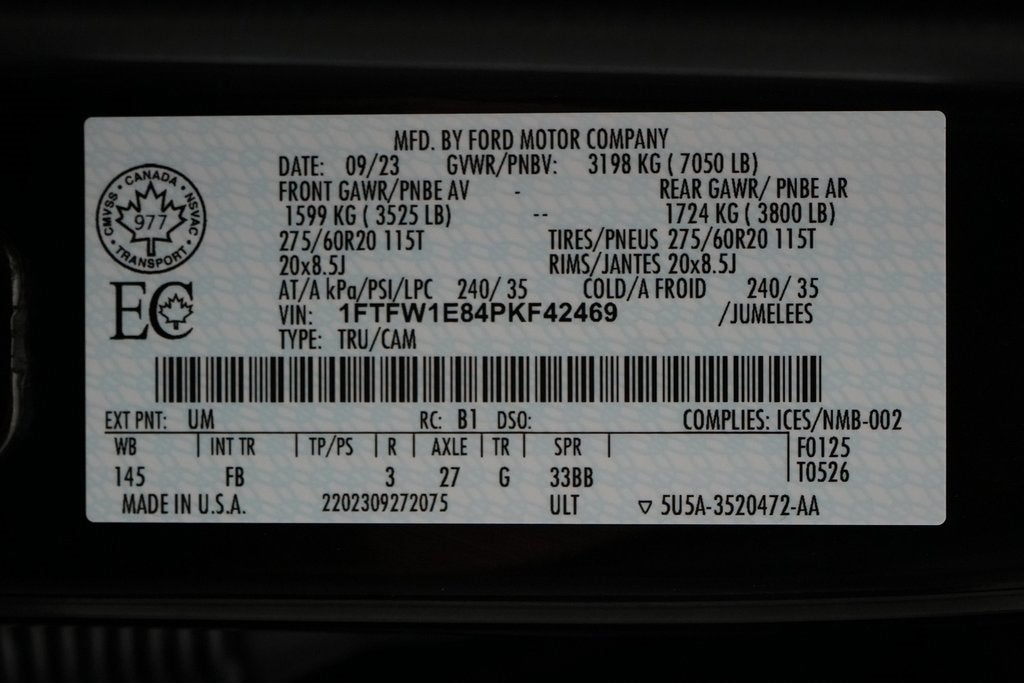 MFD. BY FORD MOTOR COMPANY
DATE: 09/23 GVWR/PNBV: 3198 KG ( 7050 LB)
FRONT GAWR/PNBE AV - REAR GAWR/ PNBE AR
1599 KG ( 3525 LB) -- 1724 KG ( 3800 LB)
275/60R20 115T TIRES/PNEUS 275/60R20 115T
20x8.5J RIMS/JANTES 20x8.5J
AT/A kPa/PSI/LPC 240/ 35 COLD/A FROID 240/ 35
VIN: 1FTFW1E84PKF42469 /JUMELEES
TYPE: TRU/CAM
CANADA
CMVSS 977 NSVAC
TRANSPORT
EC
EXT PNT: UM RC: B1 DSO: COMPLIES: ICES/NMB-002
WB | INT TR | TP/PS | R | AXLE | TR | SPR | | F0125
145 FB 3 27 G 33BB T0526
MADE IN U.S.A. 2202309272075 ULT ▽ 5U5A-3520472-AA